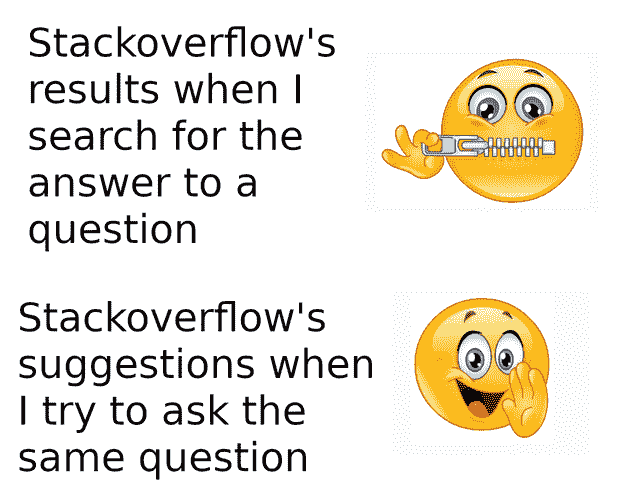 Stackoverflow's
results when I
search for the
answer to a
question
Stackoverflow's
suggestions when
I try to ask the
same question